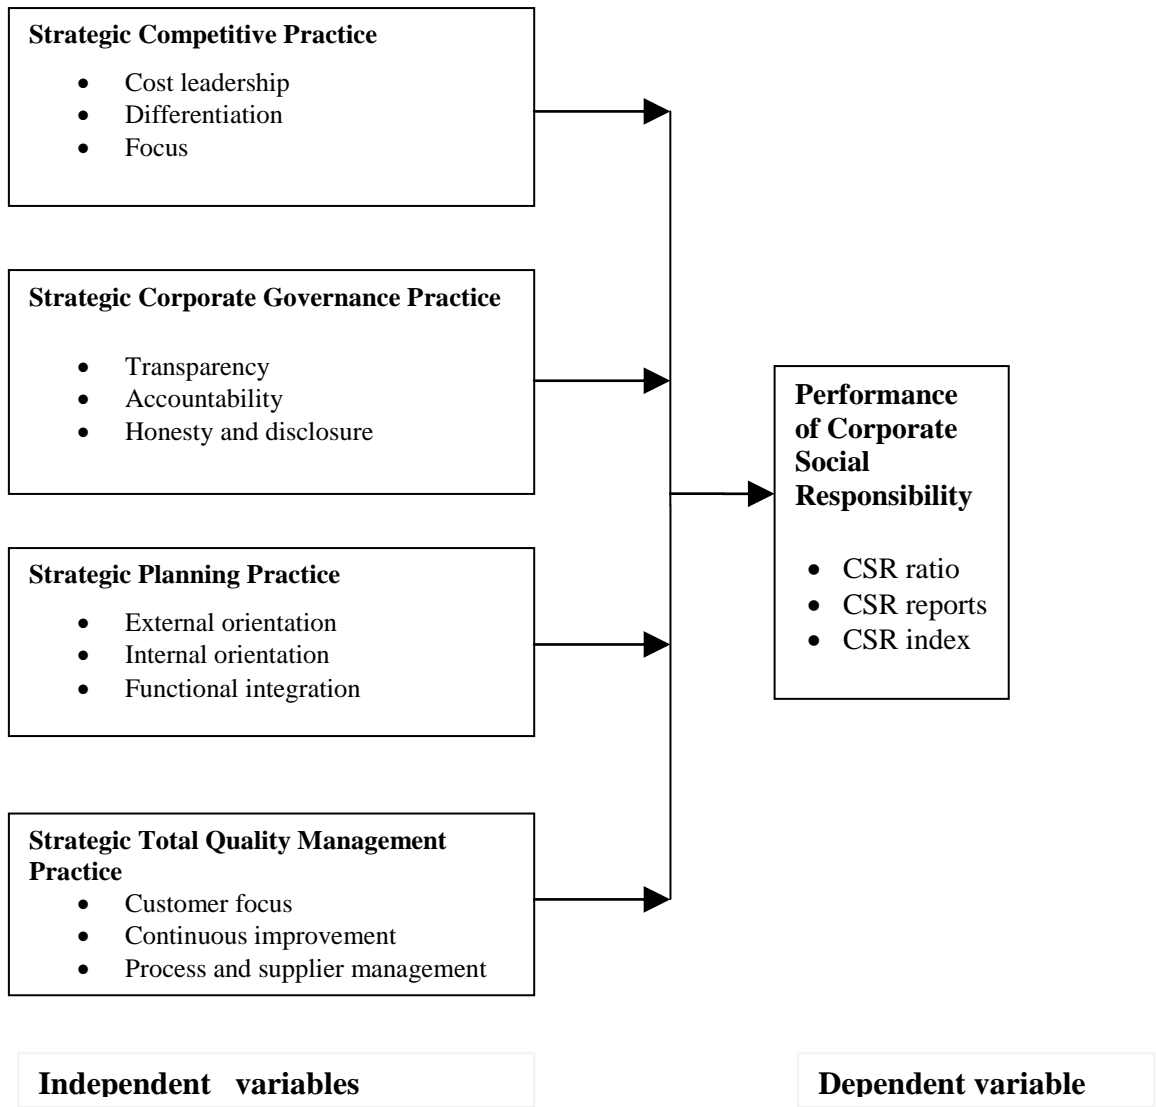 Strategic Competitive Practice
• Cost leadership
• Differentiation
• Focus
Strategic Corporate Governance Practice
• Transparency
• Accountability
• Honesty and disclosure
Strategic Planning Practice
• External orientation
• Internal orientation
• Functional integration
Strategic Total Quality Management
Practice
• Customer focus
• Continuous improvement
• Process and supplier management
Performance
of Corporate
Social
Responsibility
• CSR ratio
• CSR reports
• CSR index
Independent variables
Dependent variable